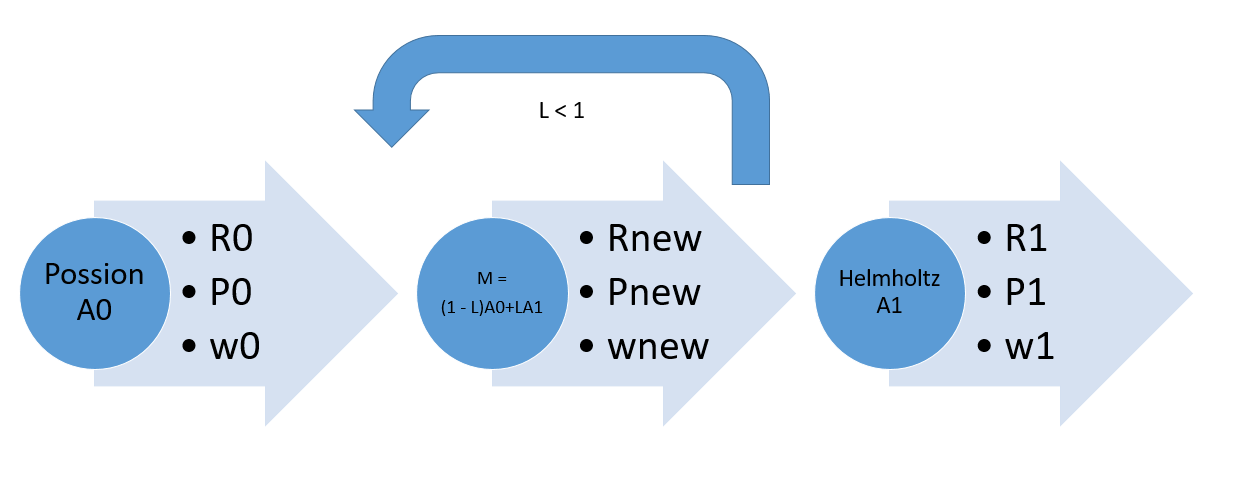 L < 1
Possion
A0
• R0
• P0
• w0
M =
(1 - L)A0+LA1
• Rnew
• Pnew
• wnew
Helmholtz
A1
• R1
• P1
• w1